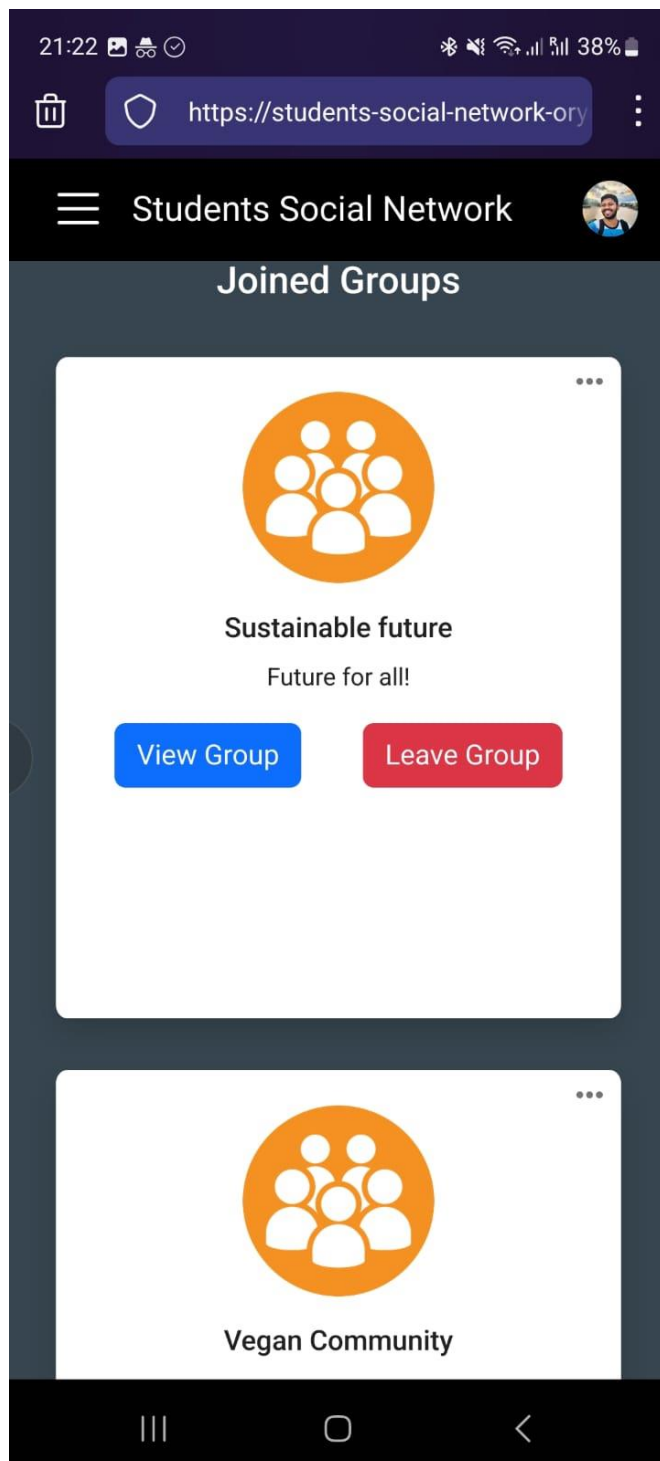 21:22 38%
https://students-social-network-ory
Students Social Network
Joined Groups
Sustainable future
Future for all!
View Group Leave Group
Vegan Community